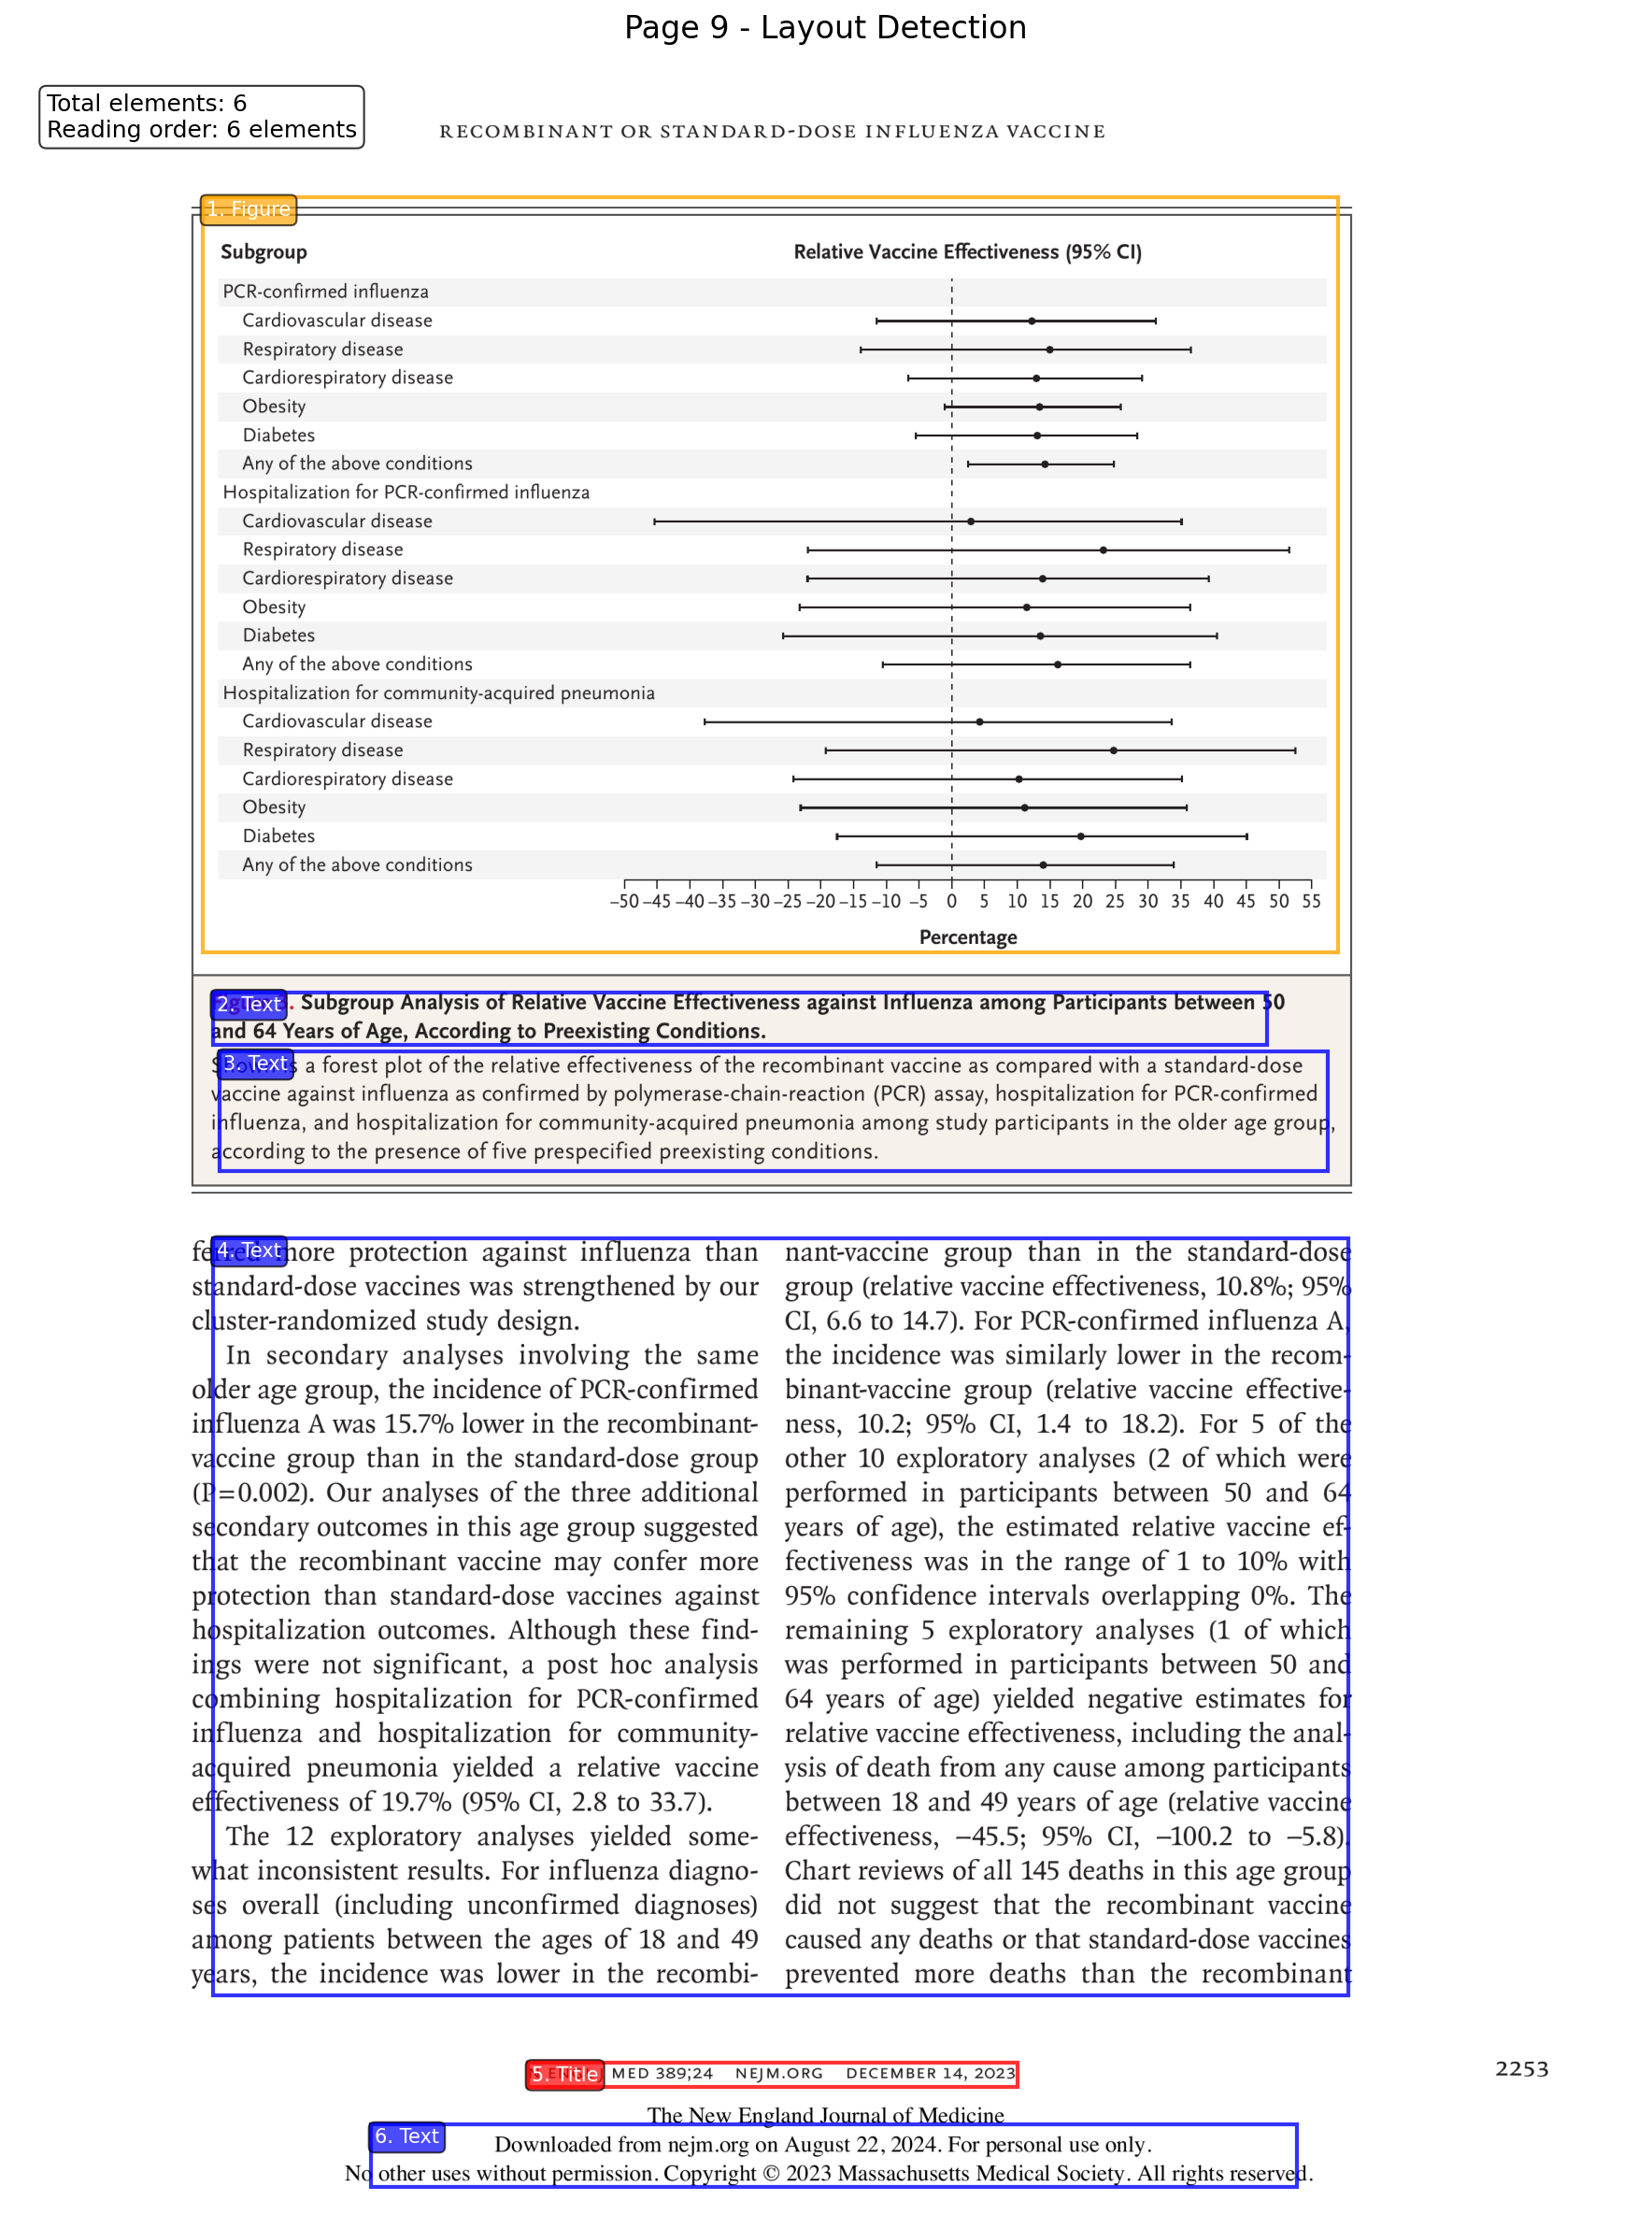 Page 9 - Layout Detection
Total elements: 6
Reading order: 6 elements
RECOMBINANT OR STANDARD-DOSE INFLUENZA VACCINE
1. Figure
Subgroup Relative Vaccine Effectiveness (95% CI)
PCR-confirmed influenza
Cardiovascular disease
Respiratory disease
Cardiorespiratory disease
Obesity
Diabetes
Any of the above conditions
Hospitalization for PCR-confirmed influenza
Cardiovascular disease
Respiratory disease
Cardiorespiratory disease
Obesity
Diabetes
Any of the above conditions
Hospitalization for community-acquired pneumonia
Cardiovascular disease
Respiratory disease
Cardiorespiratory disease
Obesity
Diabetes
Any of the above conditions
–50 –45 –40 –35 –30 –25 –20 –15 –10 –5 0 5 10 15 20 25 30 35 40 45 50 55
Percentage
2. Text . Subgroup Analysis of Relative Vaccine Effectiveness against Influenza among Participants between 50
and 64 Years of Age, According to Preexisting Conditions.
3. Text a forest plot of the relative effectiveness of the recombinant vaccine as compared with a standard-dose
vaccine against influenza as confirmed by polymerase-chain-reaction (PCR) assay, hospitalization for PCR-confirmed
influenza, and hospitalization for community-acquired pneumonia among study participants in the older age group,
according to the presence of five prespecified preexisting conditions.
4. Text more protection against influenza than
standard-dose vaccines was strengthened by our
cluster-randomized study design.
In secondary analyses involving the same
older age group, the incidence of PCR-confirmed
influenza A was 15.7% lower in the recombinant-
vaccine group than in the standard-dose group
(P=0.002). Our analyses of the three additional
secondary outcomes in this age group suggested
that the recombinant vaccine may confer more
protection than standard-dose vaccines against
hospitalization outcomes. Although these find-
ings were not significant, a post hoc analysis
combining hospitalization for PCR-confirmed
influenza and hospitalization for community-
acquired pneumonia yielded a relative vaccine
effectiveness of 19.7% (95% CI, 2.8 to 33.7).
The 12 exploratory analyses yielded some-
what inconsistent results. For influenza diagno-
ses overall (including unconfirmed diagnoses)
among patients between the ages of 18 and 49
years, the incidence was lower in the recombi-
nant-vaccine group than in the standard-dose
group (relative vaccine effectiveness, 10.8%; 95%
CI, 6.6 to 14.7). For PCR-confirmed influenza A,
the incidence was similarly lower in the recom-
binant-vaccine group (relative vaccine effective-
ness, 10.2; 95% CI, 1.4 to 18.2). For 5 of the
other 10 exploratory analyses (2 of which were
performed in participants between 50 and 64
years of age), the estimated relative vaccine ef-
fectiveness was in the range of 1 to 10% with
95% confidence intervals overlapping 0%. The
remaining 5 exploratory analyses (1 of which
was performed in participants between 50 and
64 years of age) yielded negative estimates for
relative vaccine effectiveness, including the anal-
ysis of death from any cause among participants
between 18 and 49 years of age (relative vaccine
effectiveness, –45.5; 95% CI, –100.2 to –5.8).
Chart reviews of all 145 deaths in this age group
did not suggest that the recombinant vaccine
caused any deaths or that standard-dose vaccines
prevented more deaths than the recombinant
5. Title MED 389;24 NEJM.ORG DECEMBER 14, 2023 2253
The New England Journal of Medicine
6. Text
Downloaded from nejm.org on August 22, 2024. For personal use only.
No other uses without permission. Copyright © 2023 Massachusetts Medical Society. All rights reserved.